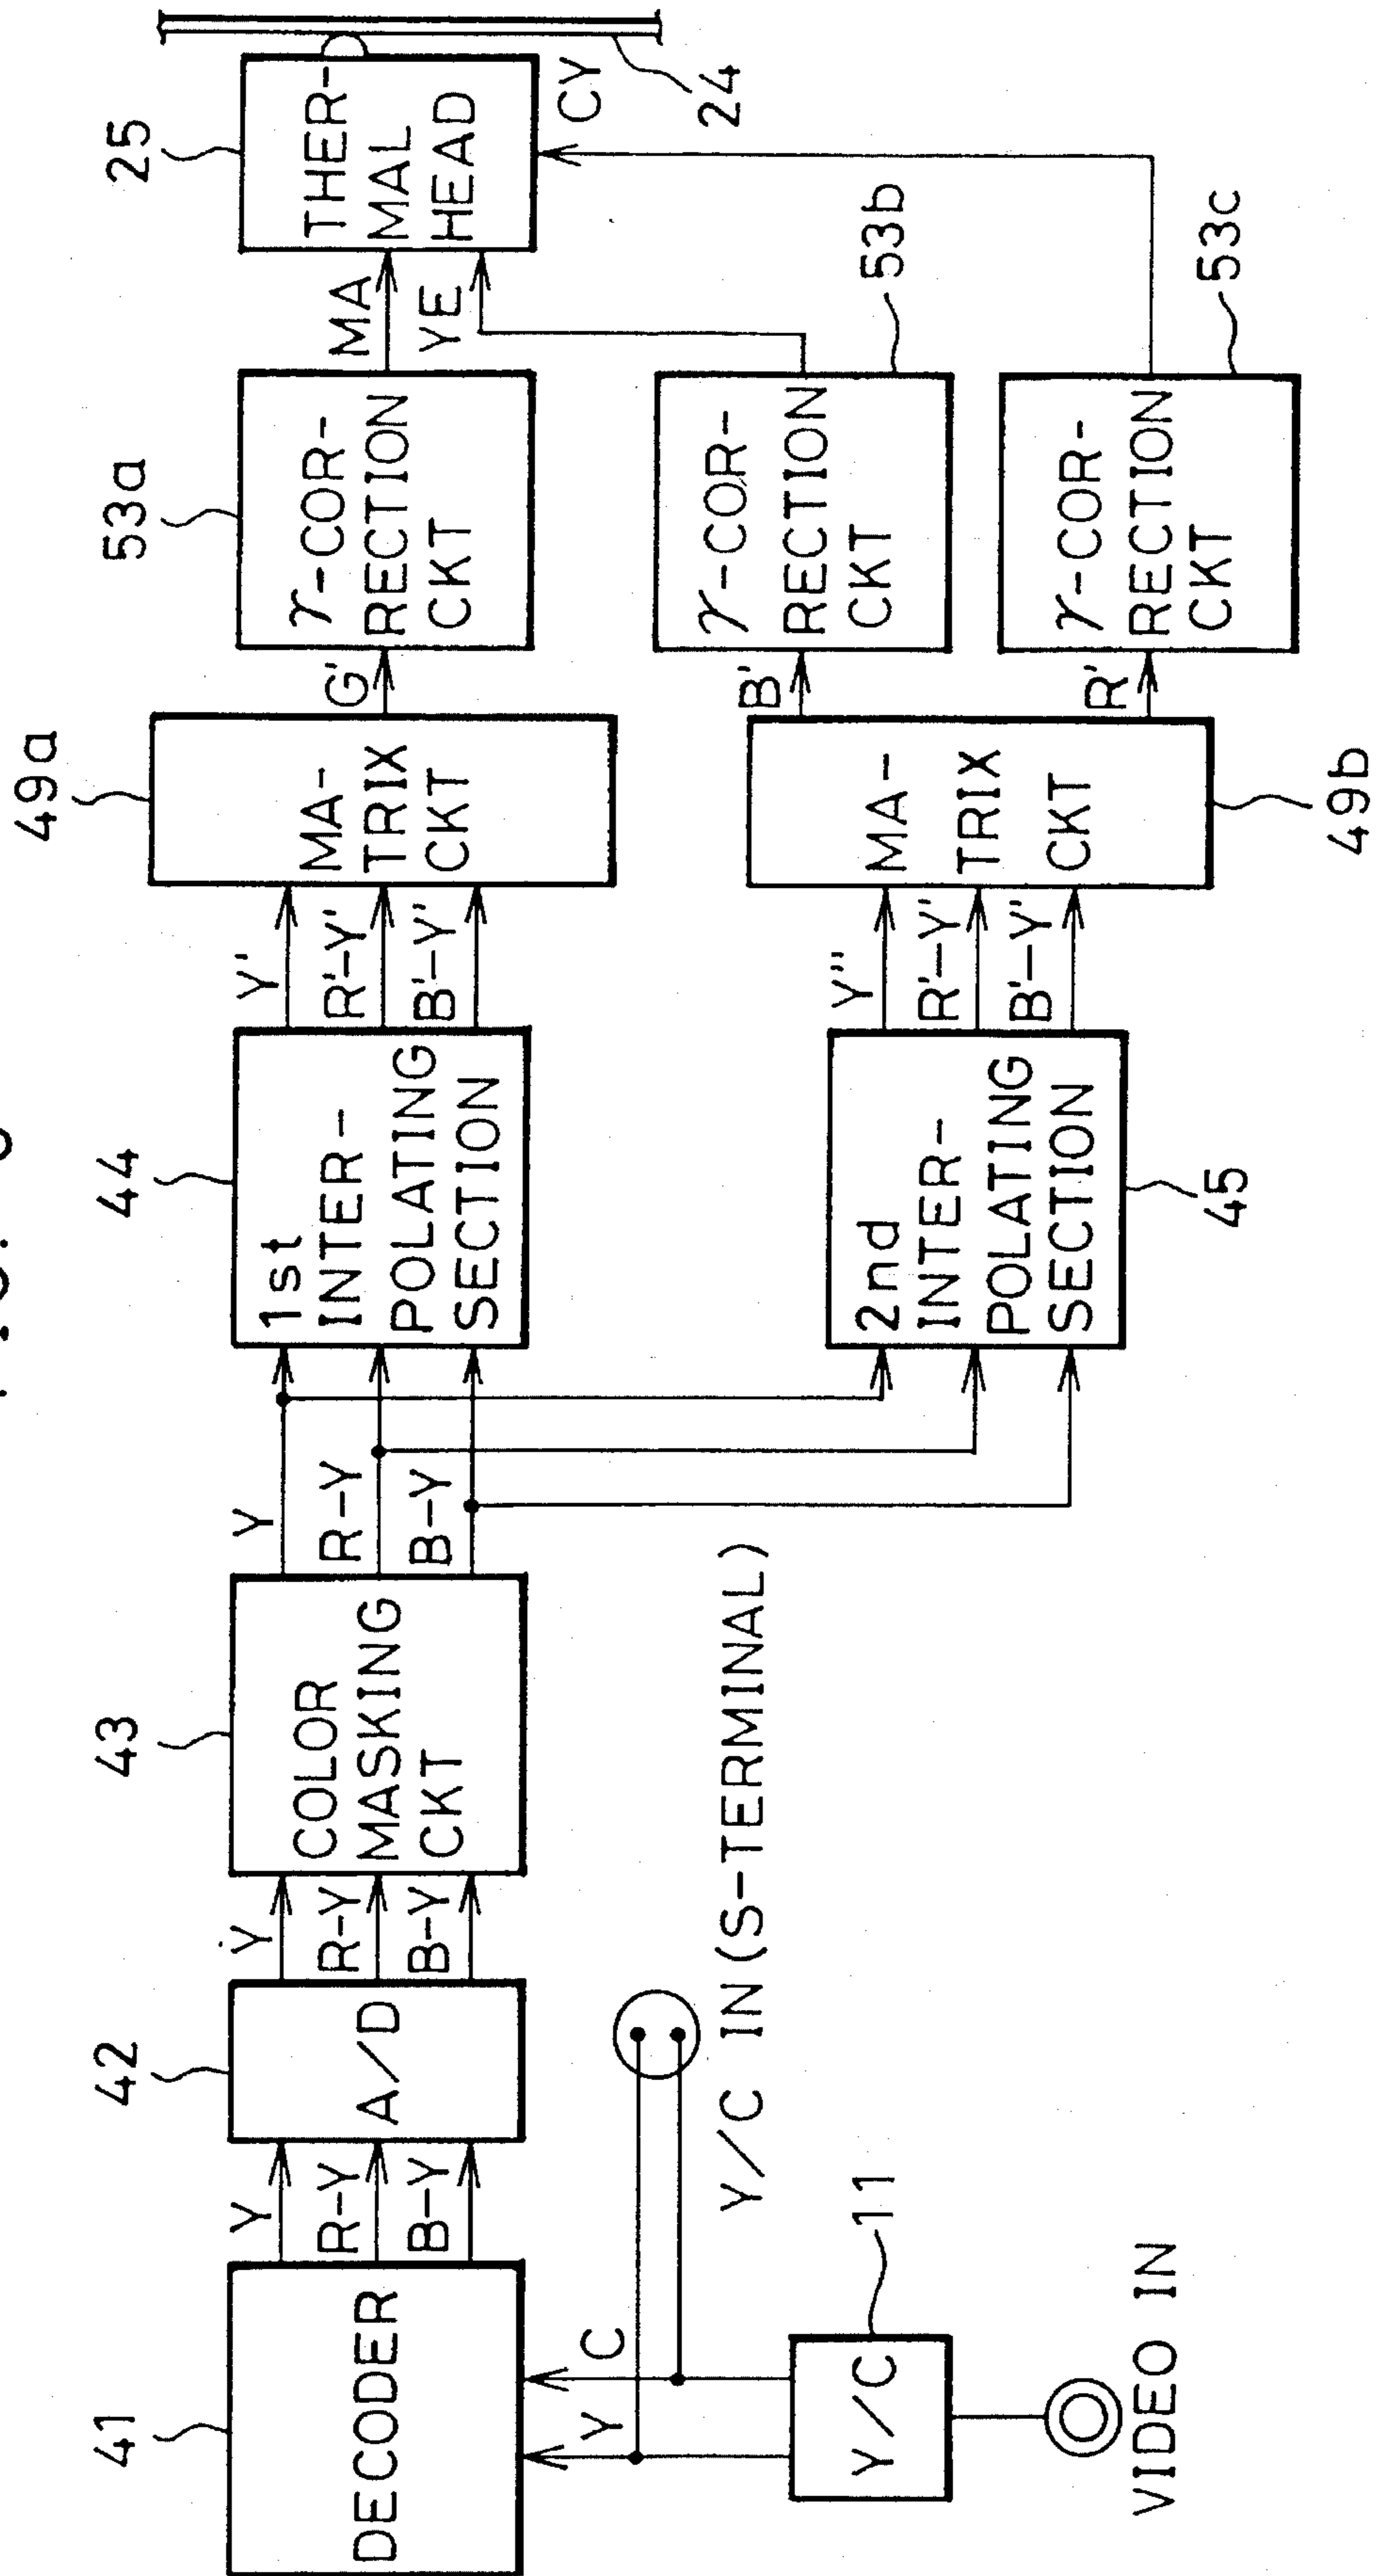 41
DECODER
Y
R-Y
B-Y
42
A/D
Y
R-Y
B-Y
43
COLOR
MASKING
CKT
Y
R-Y
B-Y
44
1st
INTER-
POLATING
SECTION
Y'
R'-Y'
B'-Y'
49a
MA-
TRIX
CKT
G'
53a
γ-COR-
RECTION
CKT
MA
YE
25
THER-
MAL
HEAD
CY
24
Y
C
Y/C IN (S-TERMINAL)
Y/C
11
VIDEO IN
2nd
INTER-
POLATING
SECTION
45
Y''
R'-Y'
B'-Y'
MA-
TRIX
CKT
49b
B'
R'
γ-COR-
RECTION
CKT
53b
γ-COR-
RECTION
CKT
53c